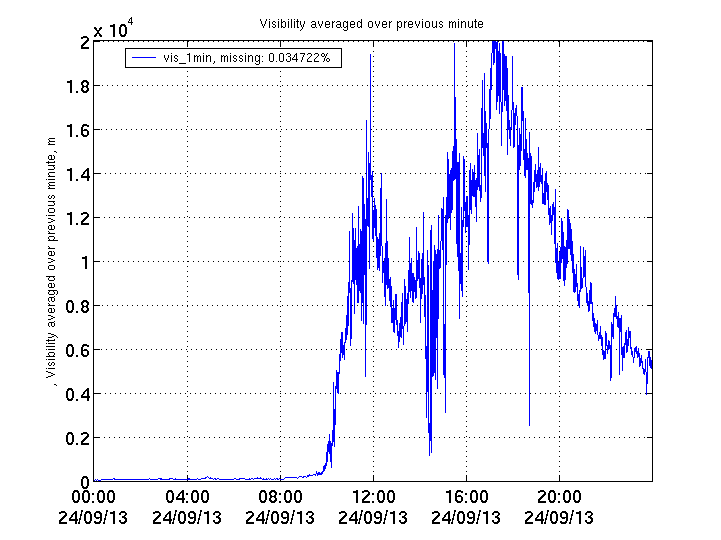 Visibility averaged over previous minute
x 10^4
vis_1min, missing: 0.034722%
, Visibility averaged over previous minute, m
2
1.8
1.6
1.4
1.2
1
0.8
0.6
0.4
0.2
0
00:00 04:00 08:00 12:00 16:00 20:00
24/09/13 24/09/13 24/09/13 24/09/13 24/09/13 24/09/13